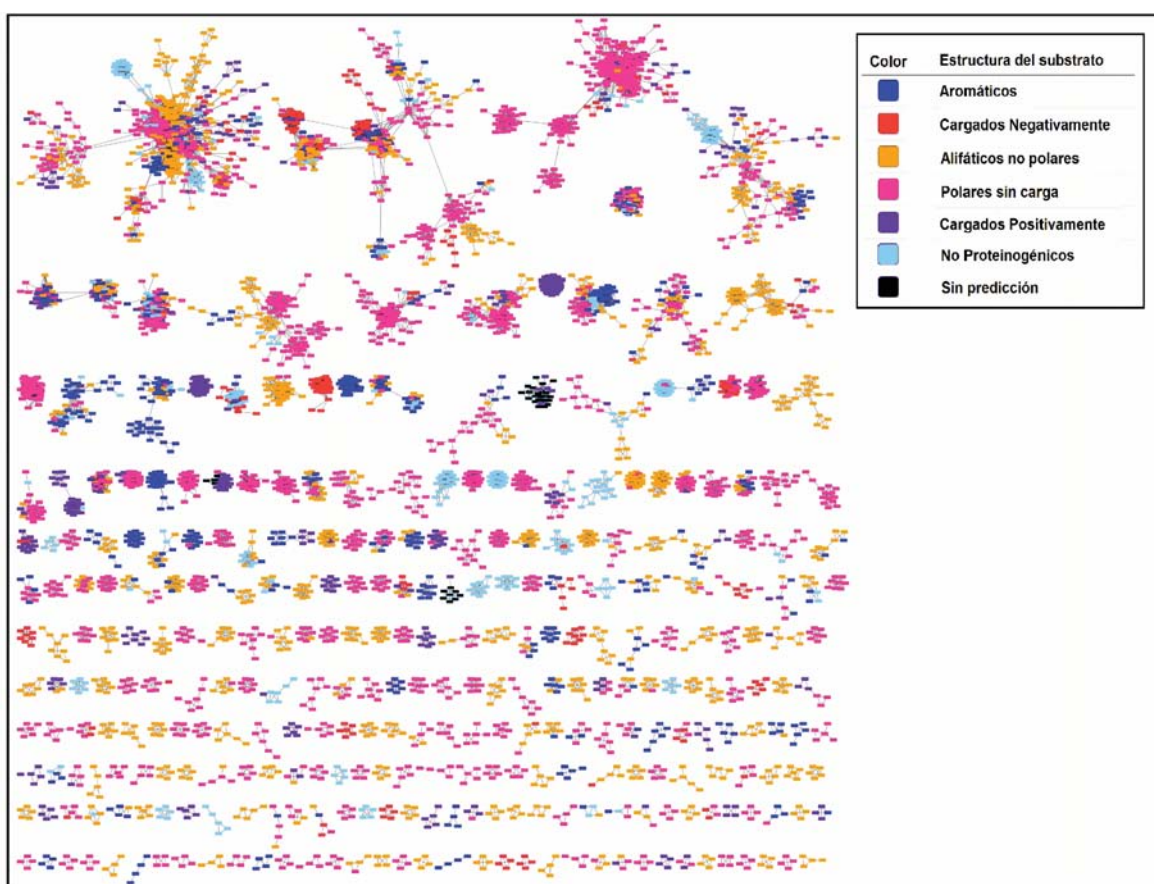 Color Estructura del substrato
Aromáticos
Cargados Negativamente
Alifáticos no polares
Polares sin carga
Cargados Positivamente
No Proteinogénicos
Sin predicción